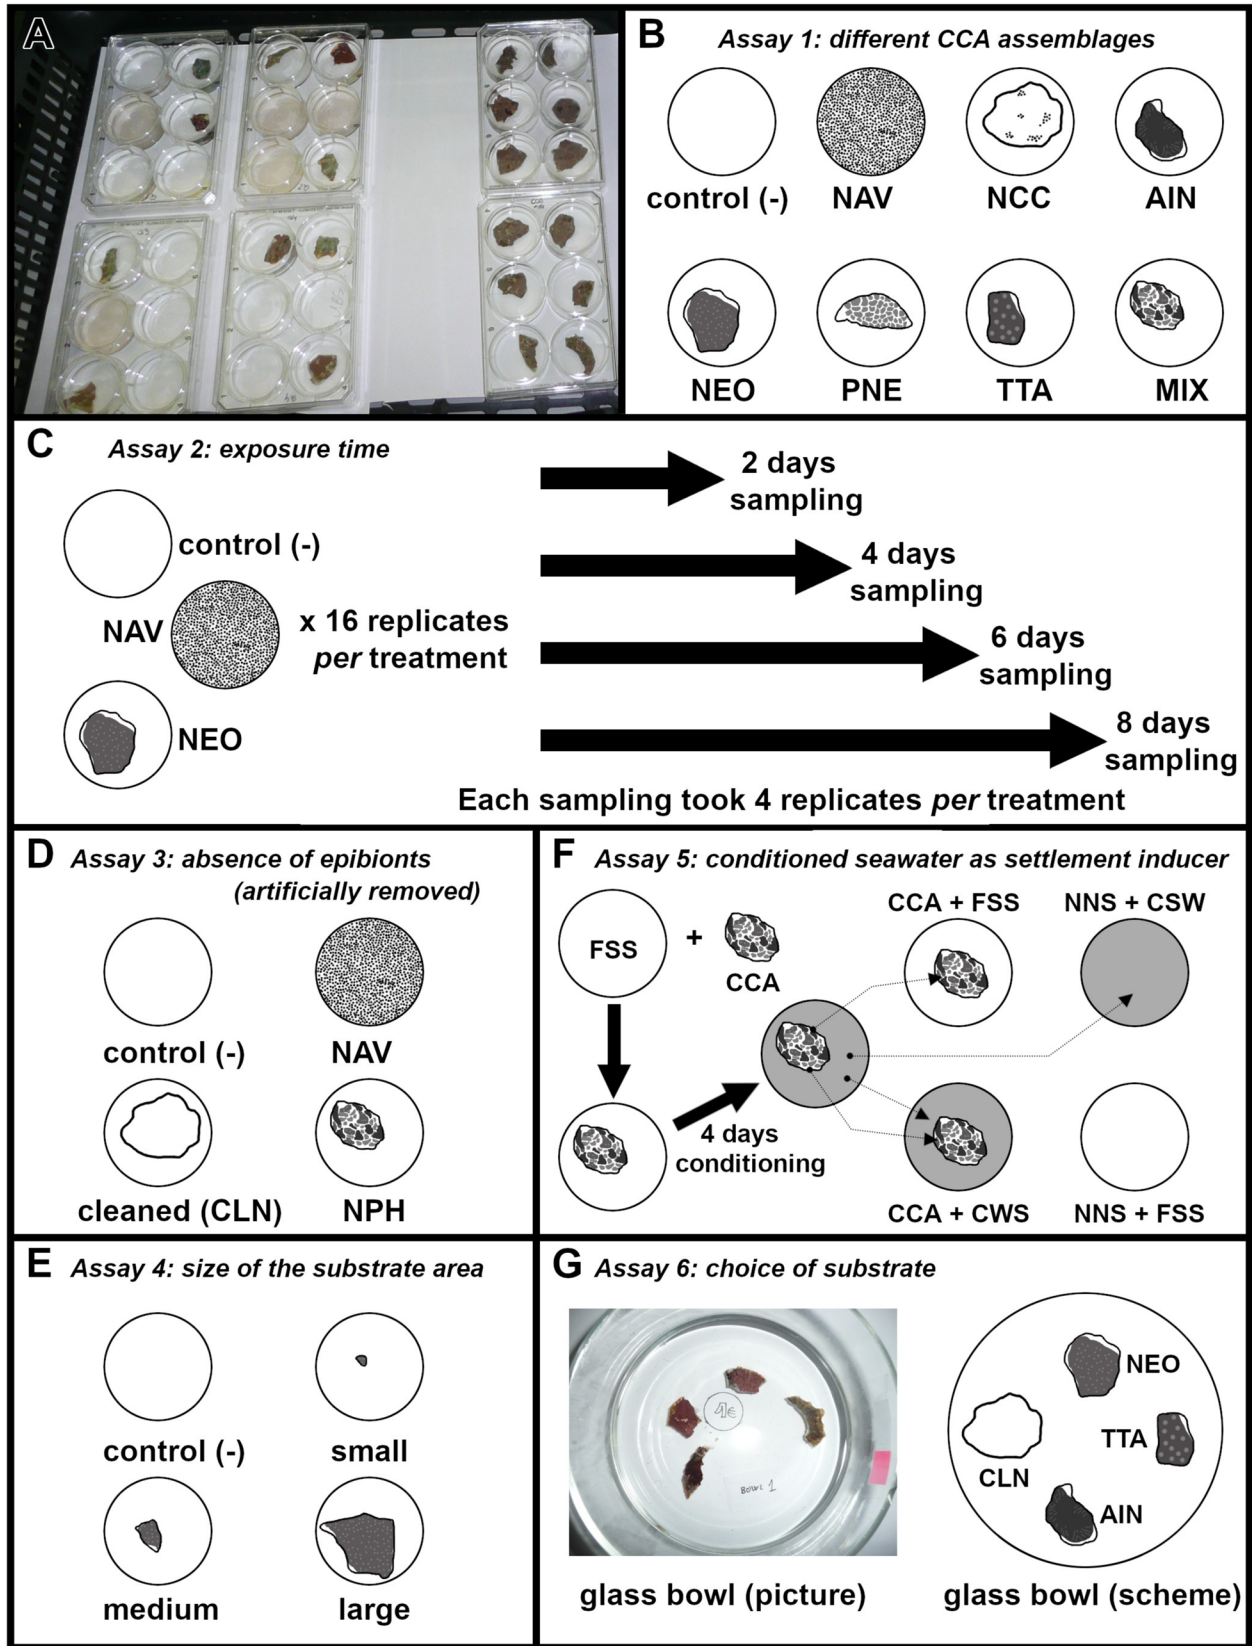 A
B Assay 1: different CCA assemblages
control (-) NAV NCC AIN
NEO PNE TTA MIX
C Assay 2: exposure time
control (-)
NAV
NEO
x 16 replicates
per treatment
2 days
sampling
4 days
sampling
6 days
sampling
8 days
sampling
Each sampling took 4 replicates per treatment
D Assay 3: absence of epibionts
(artificially removed)
control (-) NAV
cleaned (CLN) NPH
F Assay 5: conditioned seawater as settlement inducer
FSS
+
CCA
4 days
conditioning
CCA + FSS NNS + CSW
CCA + CWS NNS + FSS
E Assay 4: size of the substrate area
control (-) small
medium large
G Assay 6: choice of substrate
BOWL 1
glass bowl (picture)
NEO
TTA
CLN
AIN
glass bowl (scheme)